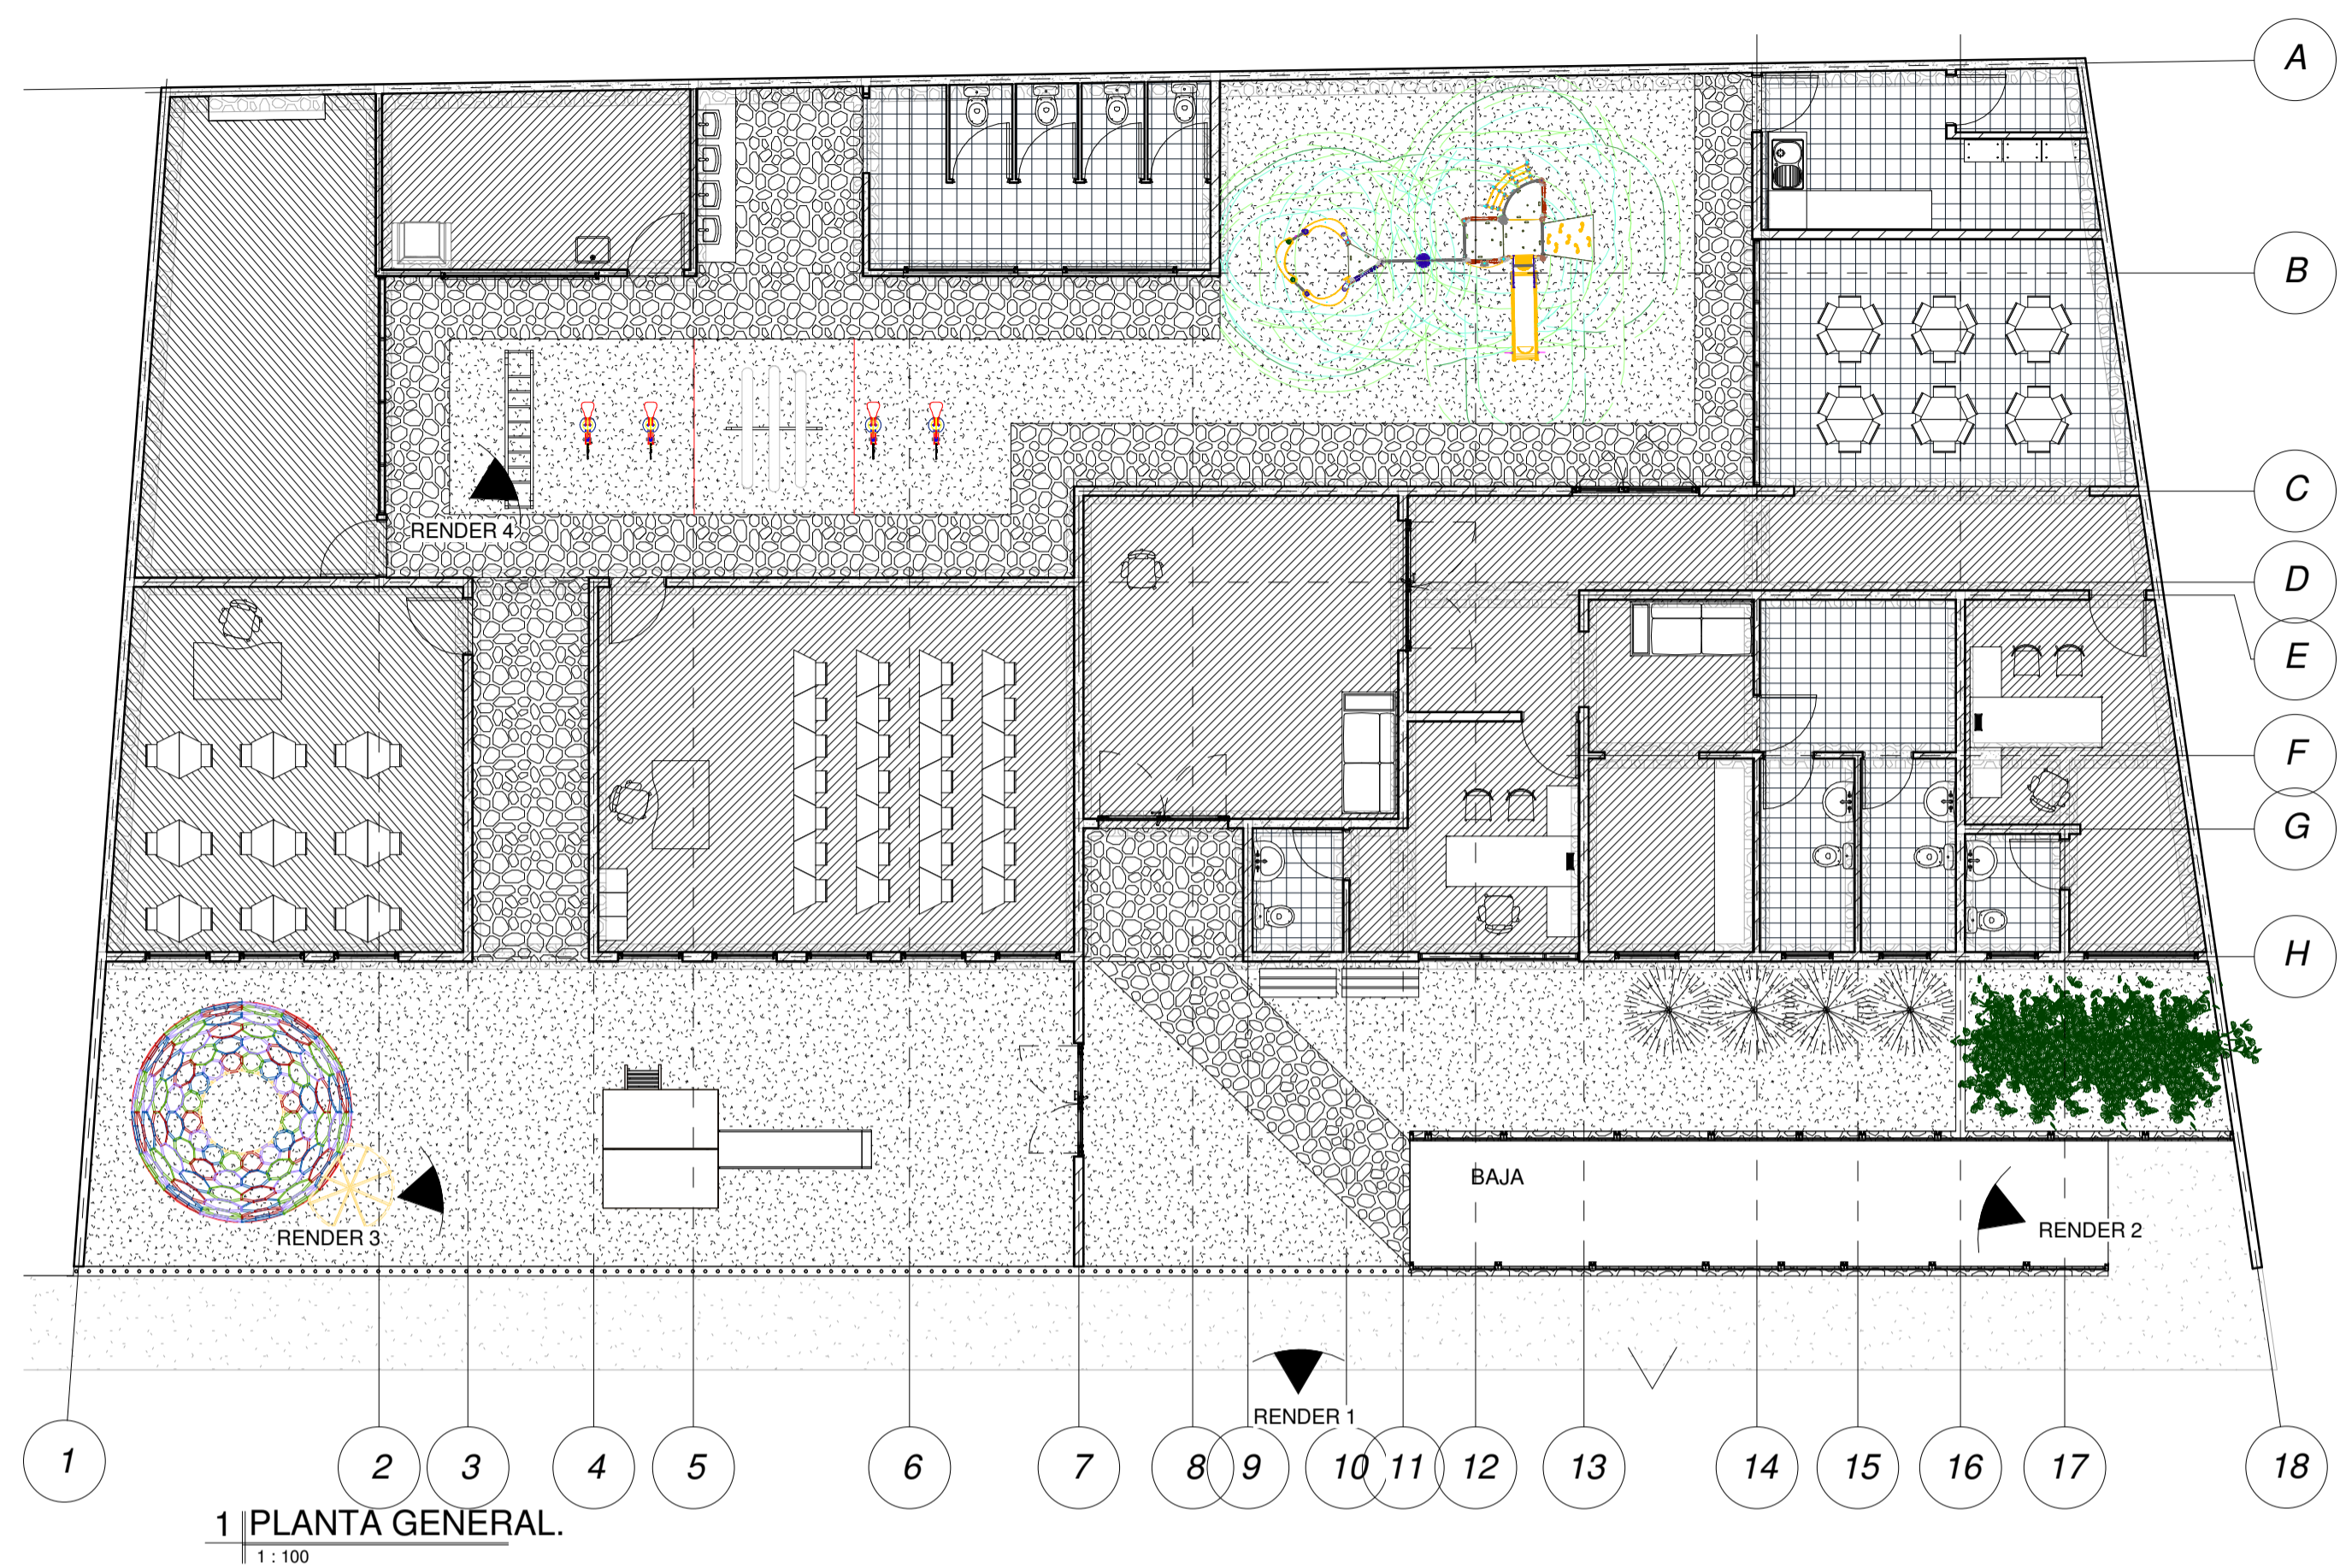 A
B
C
D
E
F
G
H
RENDER 4
BAJA
RENDER 2
RENDER 3
RENDER 1
1 2 3 4 5 6 7 8 9 10 11 12 13 14 15 16 17 18
1 PLANTA GENERAL.
1 : 100